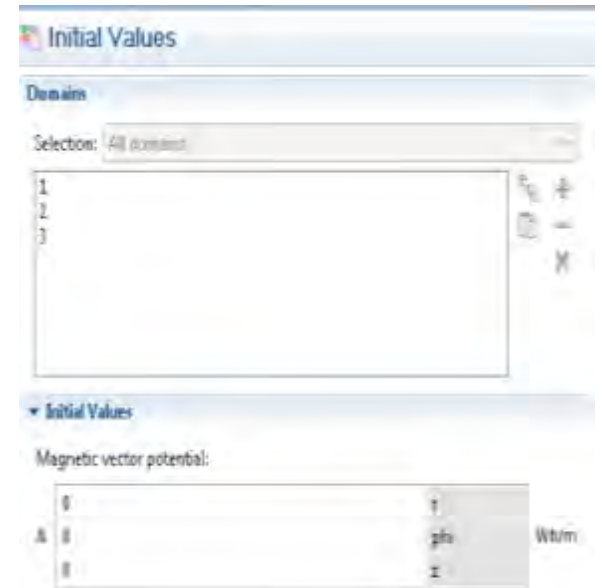 Initial Values
Domains
Selection: All domains
1
2
3
Initial Values
Magnetic vector potential:
0 r
A 0 phi Wb/m
0 z